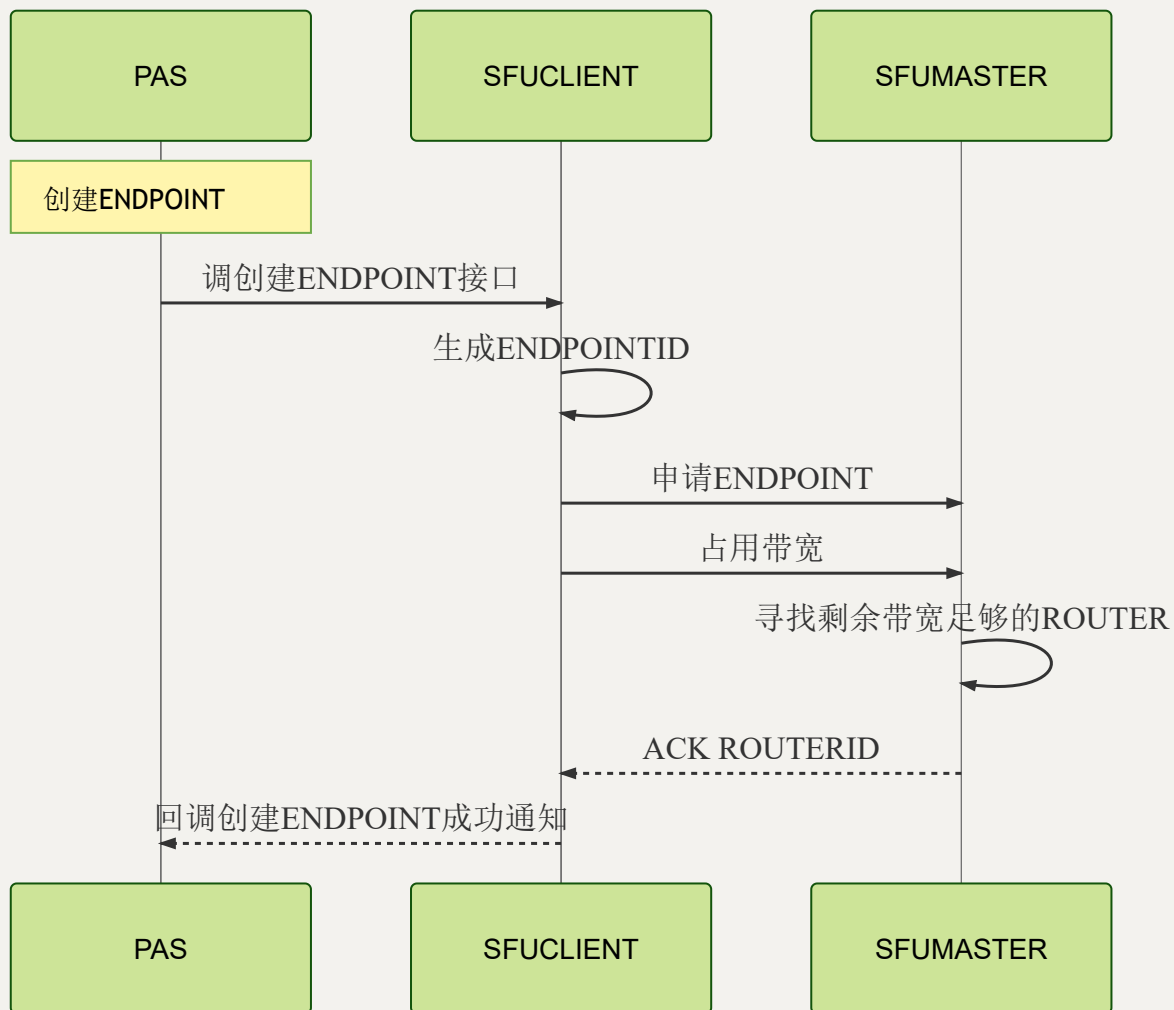 PAS
SFUCLIENT
SFUMASTER
创建ENDPOINT
调创建ENDPOINT接口
生成ENDPOINTID
申请ENDPOINT
占用带宽
寻找剩余带宽足够的ROUTER
ACK ROUTERID
回调创建ENDPOINT成功通知
PAS
SFUCLIENT
SFUMASTER